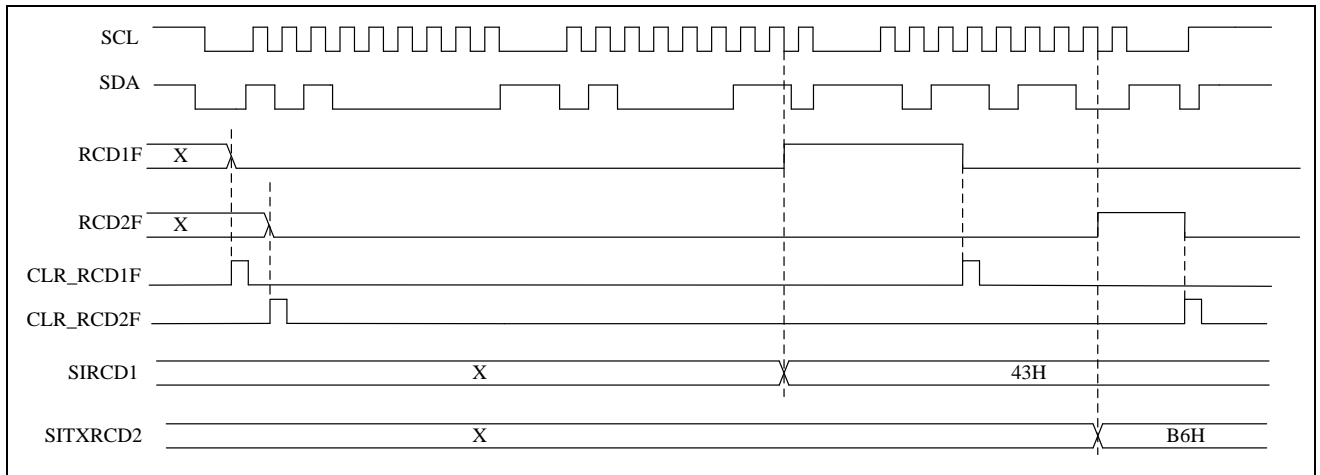 SCL
SDA
RCD1F X
RCD2F X
CLR_RCD1F
CLR_RCD2F
SIRCD1 X 43H
SITXRCD2 X B6H